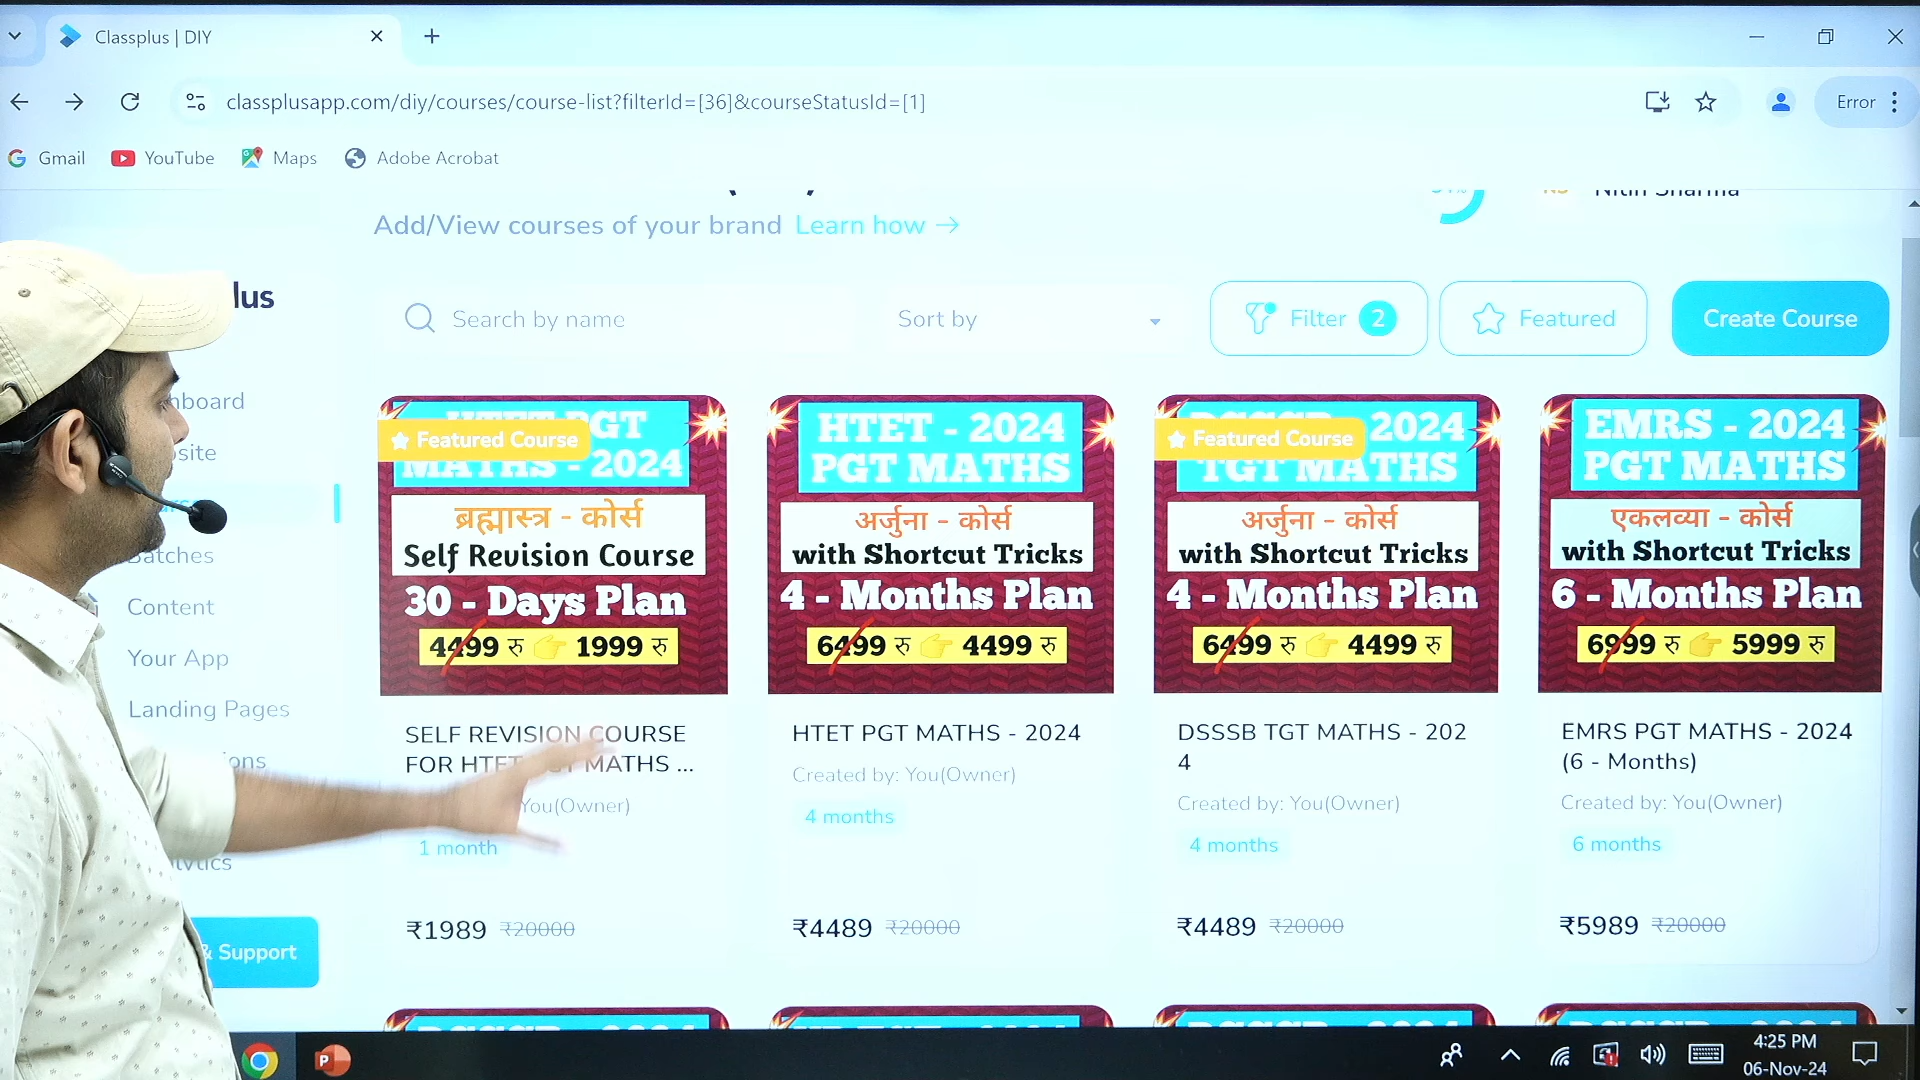 Classplus | DIY
classplusapp.com/diy/courses/course-list?filterId=[36]&courseStatusId=[1]
Error
Gmail
YouTube
Maps
Adobe Acrobat
Nitin Sharma
Add/View courses of your brand Learn how →
lus
Search by name
Sort by
Filter 2
Featured
Create Course
board
site
Batches
Content
Your App
Landing Pages
ons
lytics
& Support
PGT
Featured Course
MATHS - 2024
ब्रह्मास्त्र - कोर्स
Self Revision Course
30 - Days Plan
4499 रु 👉 1999 रु
SELF REVISION COURSE
FOR HTET PGT MATHS ...
You(Owner)
1 month
₹1989 ₹20000
HTET - 2024
PGT MATHS
अर्जुना - कोर्स
with Shortcut Tricks
4 - Months Plan
6499 रु 👉 4499 रु
HTET PGT MATHS - 2024
Created by: You(Owner)
4 months
₹4489 ₹20000
2024
Featured Course
TGT MATHS
अर्जुना - कोर्स
with Shortcut Tricks
4 - Months Plan
6499 रु 👉 4499 रु
DSSSB TGT MATHS - 202
4
Created by: You(Owner)
4 months
₹4489 ₹20000
EMRS - 2024
PGT MATHS
एकलव्या - कोर्स
with Shortcut Tricks
6 - Months Plan
6999 रु 👉 5999 रु
EMRS PGT MATHS - 2024
(6 - Months)
Created by: You(Owner)
6 months
₹5989 ₹20000
4:25 PM
06-Nov-24